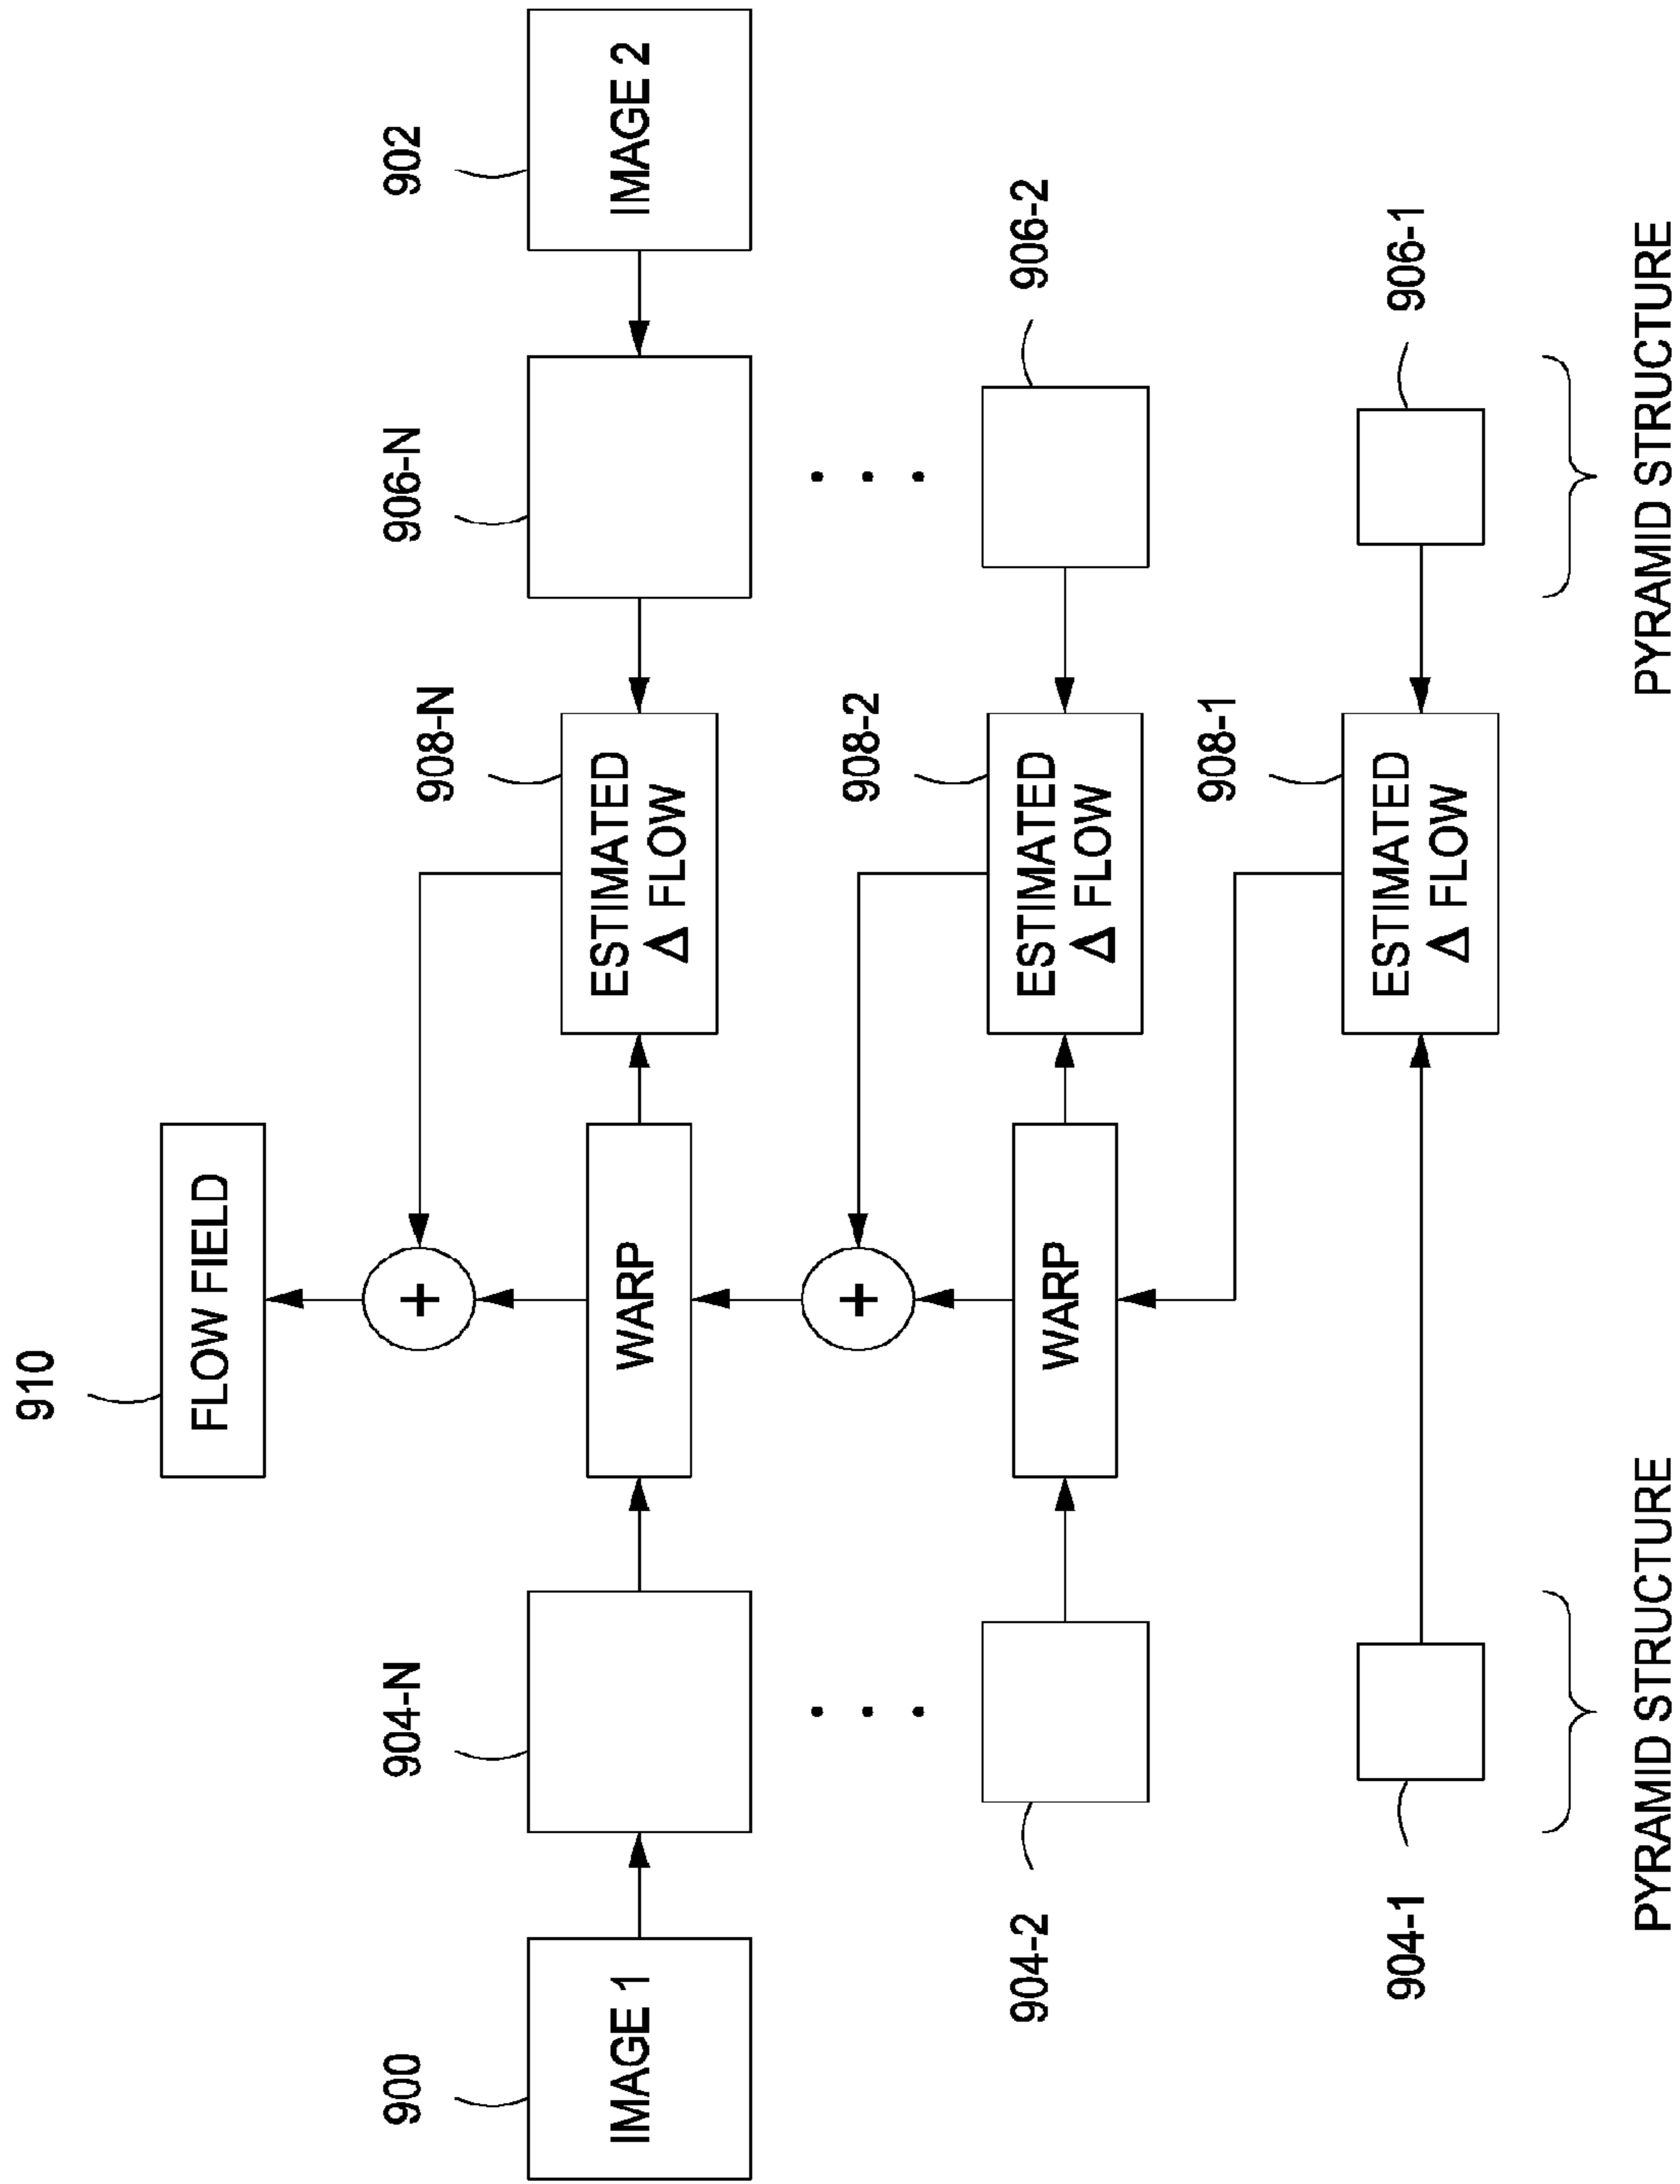 910
FLOW FIELD
900
904-N
908-N
906-N
902
IMAGE 1
+
WARP
ESTIMATED
Δ FLOW
IMAGE 2
. . .
. . .
904-2
+
WARP
908-2
ESTIMATED
Δ FLOW
906-2
904-1
908-1
ESTIMATED
Δ FLOW
906-1
PYRAMID STRUCTURE
PYRAMID STRUCTURE